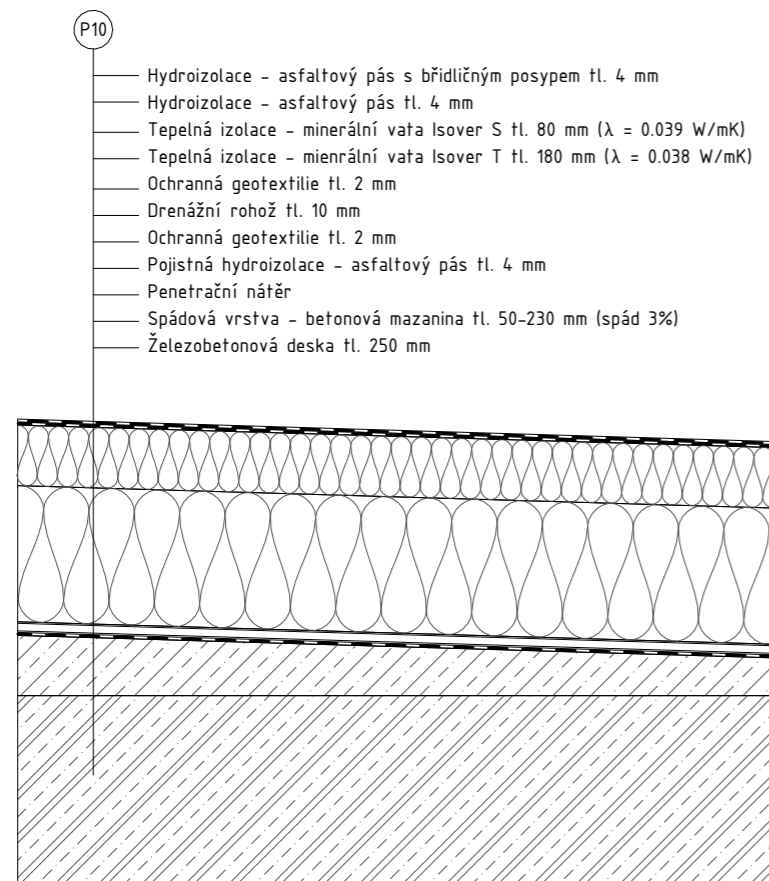 P10
Hydroizolace - asfaltový pás s břidličným posypem tl. 4 mm
Hydroizolace - asfaltový pás tl. 4 mm
Tepelná izolace - minerální vata Isover S tl. 80 mm (λ = 0.039 W/mK)
Tepelná izolace - mienrální vata Isover T tl. 180 mm (λ = 0.038 W/mK)
Ochranná geotextilie tl. 2 mm
Drenážní rohož tl. 10 mm
Ochranná geotextilie tl. 2 mm
Pojistná hydroizolace - asfaltový pás tl. 4 mm
Penetrační nátěr
Spádová vrstva - betonová mazanina tl. 50-230 mm (spád 3%)
Železobetonová deska tl. 250 mm